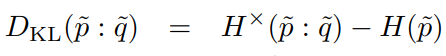 D_KL(p̃ : q̃) = H^×(p̃ : q̃) − H(p̃)